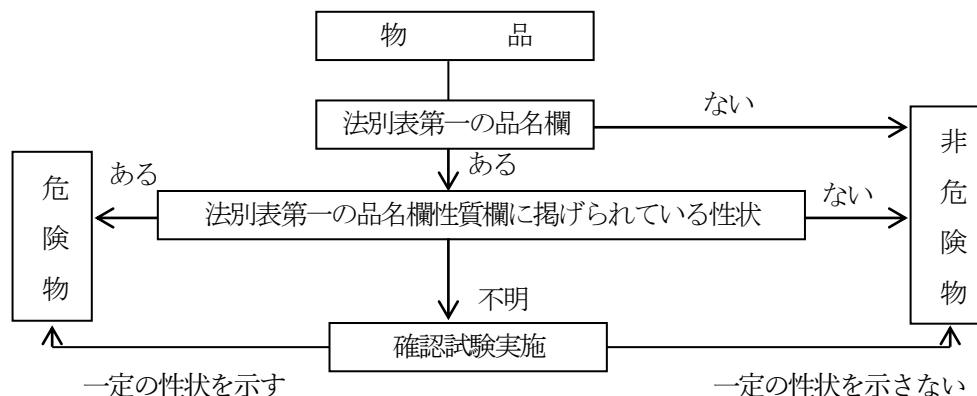 物　　　品
ない
法別表第一の品名欄
ある
ある
法別表第一の品名欄性質欄に掲げられている性状
ない
危険物
非危険物
不明
確認試験実施
一定の性状を示す
一定の性状を示さない